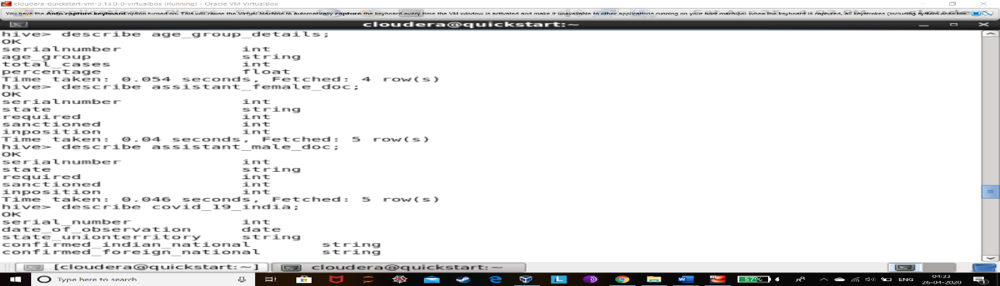 cloudera-quickstart-vm-5.13.0-0-virtualbox [Running] - Oracle VM VirtualBox
You have the Auto capture keyboard option turned on. This will cause the Virtual Machine to automatically capture the keyboard every time the VM window is activated and make it unavailable to other applications running on your host machine: when the keyboard is captured, all keystrokes (including system ones like
cloudera@quickstart:~
hive> describe age_group_details;
OK
serialnumber int
age_group string
total_cases int
percentage float
Time taken: 0.054 seconds, Fetched: 4 row(s)
hive> describe assistant_female_doc;
OK
serialnumber int
state string
required int
sanctioned int
inposition int
Time taken: 0.04 seconds, Fetched: 5 row(s)
hive> describe assistant_male_doc;
OK
serialnumber int
state string
required int
sanctioned int
inposition int
Time taken: 0.046 seconds, Fetched: 5 row(s)
hive> describe covid_19_india;
OK
serial_number int
date_of_observation date
state_unionterritory string
confirmed_indian_national string
confirmed_foreign_national string
[cloudera@quickstart:~] cloudera@quickstart:~
Type here to search 57% ENG 04:33
26-04-2020